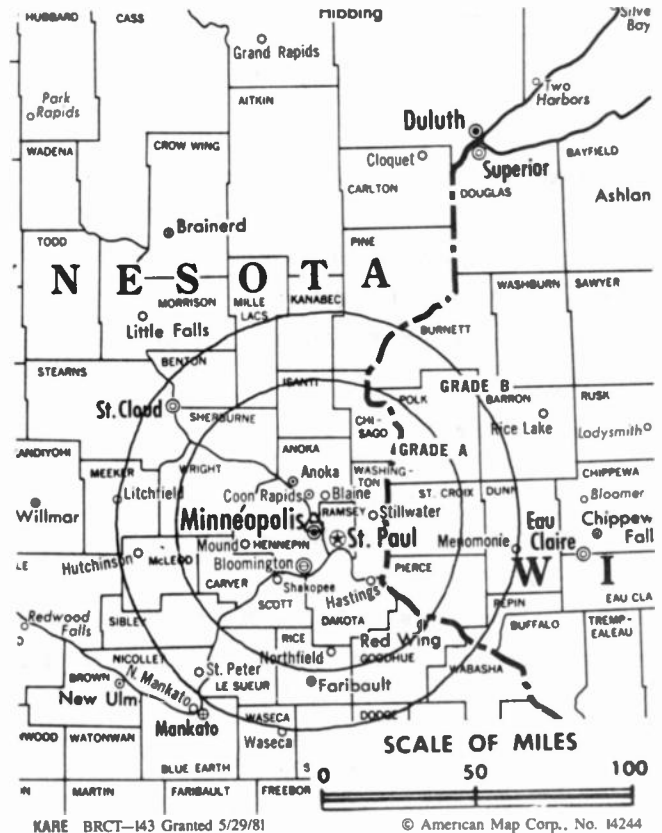 Hibbing
HUBBARD
CASS
Silve
Bay
Grand Rapids
Park
Rapids
AITKIN
Two
Harbors
Duluth
WADENA
CROW WING
Cloquet
Superior
BAYFIELD
CARLTON
DOUGLAS
Ashlan
Brainerd
TODD
PINE
NESOTA
WASHBURN
SAWYER
MORRISON
MILLE
LACS
KANABEC
Little Falls
BURNETT
BENTON
STEARNS
ISANTI
POLK
GRADE B
BARRON
RUSK
St. Cloud
SHERBURNE
CHI-
SAGO
Rice Lake
Ladysmith
ANOKA
GRADE A
ANDIYOHI
MEEKER
WRIGHT
Anoka
WASHING-
TON
CHIPPEWA
Litchfield
Coon Rapids
Blaine
ST. CROIX
DUNN
Bloomer
Willmar
Minneapolis
RAMSEY
Stillwater
Eau
Claire
Chippew
Fall
Mound
HENNEPIN
St. Paul
Menomonie
LE
Hutchinson
McLEOD
Bloomington
PIERCE
W I
CARVER
Shakopee
Hastings
EAU CLA
SCOTT
PEPIN
Redwood
Falls
SIBLEY
DAKOTA
BUFFALO
TREMP-
EALEAU
RICE
Red Wing
NICOLLET
Northfield
GOODHUE
BROWN
St. Peter
WABASHA
New Ulm
N. Mankato
LE SUEUR
Faribault
Mankato
WASECA
DODGE
WOOD
WATONWAN
Waseca
SCALE OF MILES
BLUE EARTH
S
0
50
100
N
MARTIN
FARIBAULT
FREEBOR
KARE BRCT—143 Granted 5/29/81
© American Map Corp., No. 14244